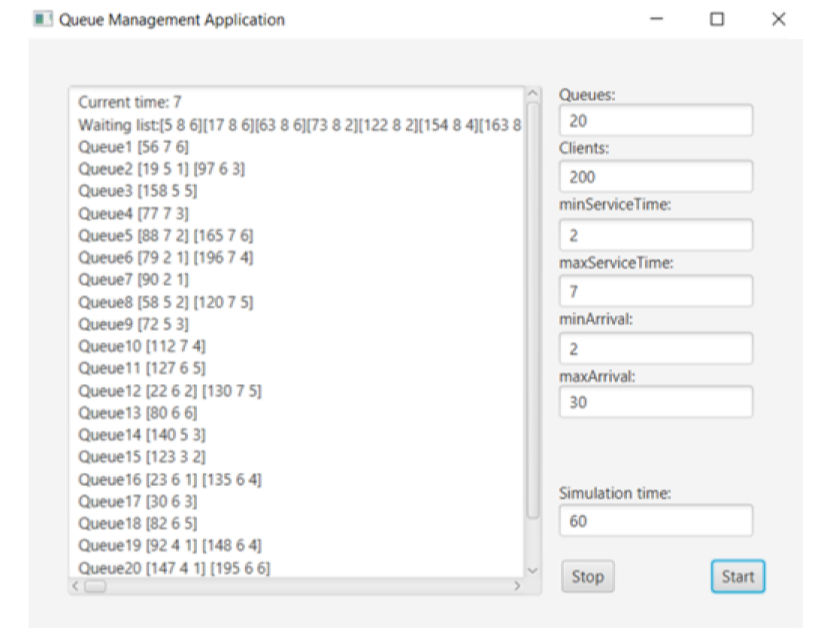 Queue Management Application
Current time: 7
Waiting list:[5 8 6][17 8 6][63 8 6][73 8 2][122 8 2][154 8 4][163 8
Queue1 [56 7 6]
Queue2 [19 5 1] [97 6 3]
Queue3 [158 5 5]
Queue4 [77 7 3]
Queue5 [88 7 2] [165 7 6]
Queue6 [79 2 1] [196 7 4]
Queue7 [90 2 1]
Queue8 [58 5 2] [120 7 5]
Queue9 [72 5 3]
Queue10 [112 7 4]
Queue11 [127 6 5]
Queue12 [22 6 2] [130 7 5]
Queue13 [80 6 6]
Queue14 [140 5 3]
Queue15 [123 3 2]
Queue16 [23 6 1] [135 6 4]
Queue17 [30 6 3]
Queue18 [82 6 5]
Queue19 [92 4 1] [148 6 4]
Queue20 [147 4 1] [195 6 6]
Queues:
20
Clients:
200
minServiceTime:
2
maxServiceTime:
7
minArrival:
2
maxArrival:
30
Simulation time:
60
Stop
Start